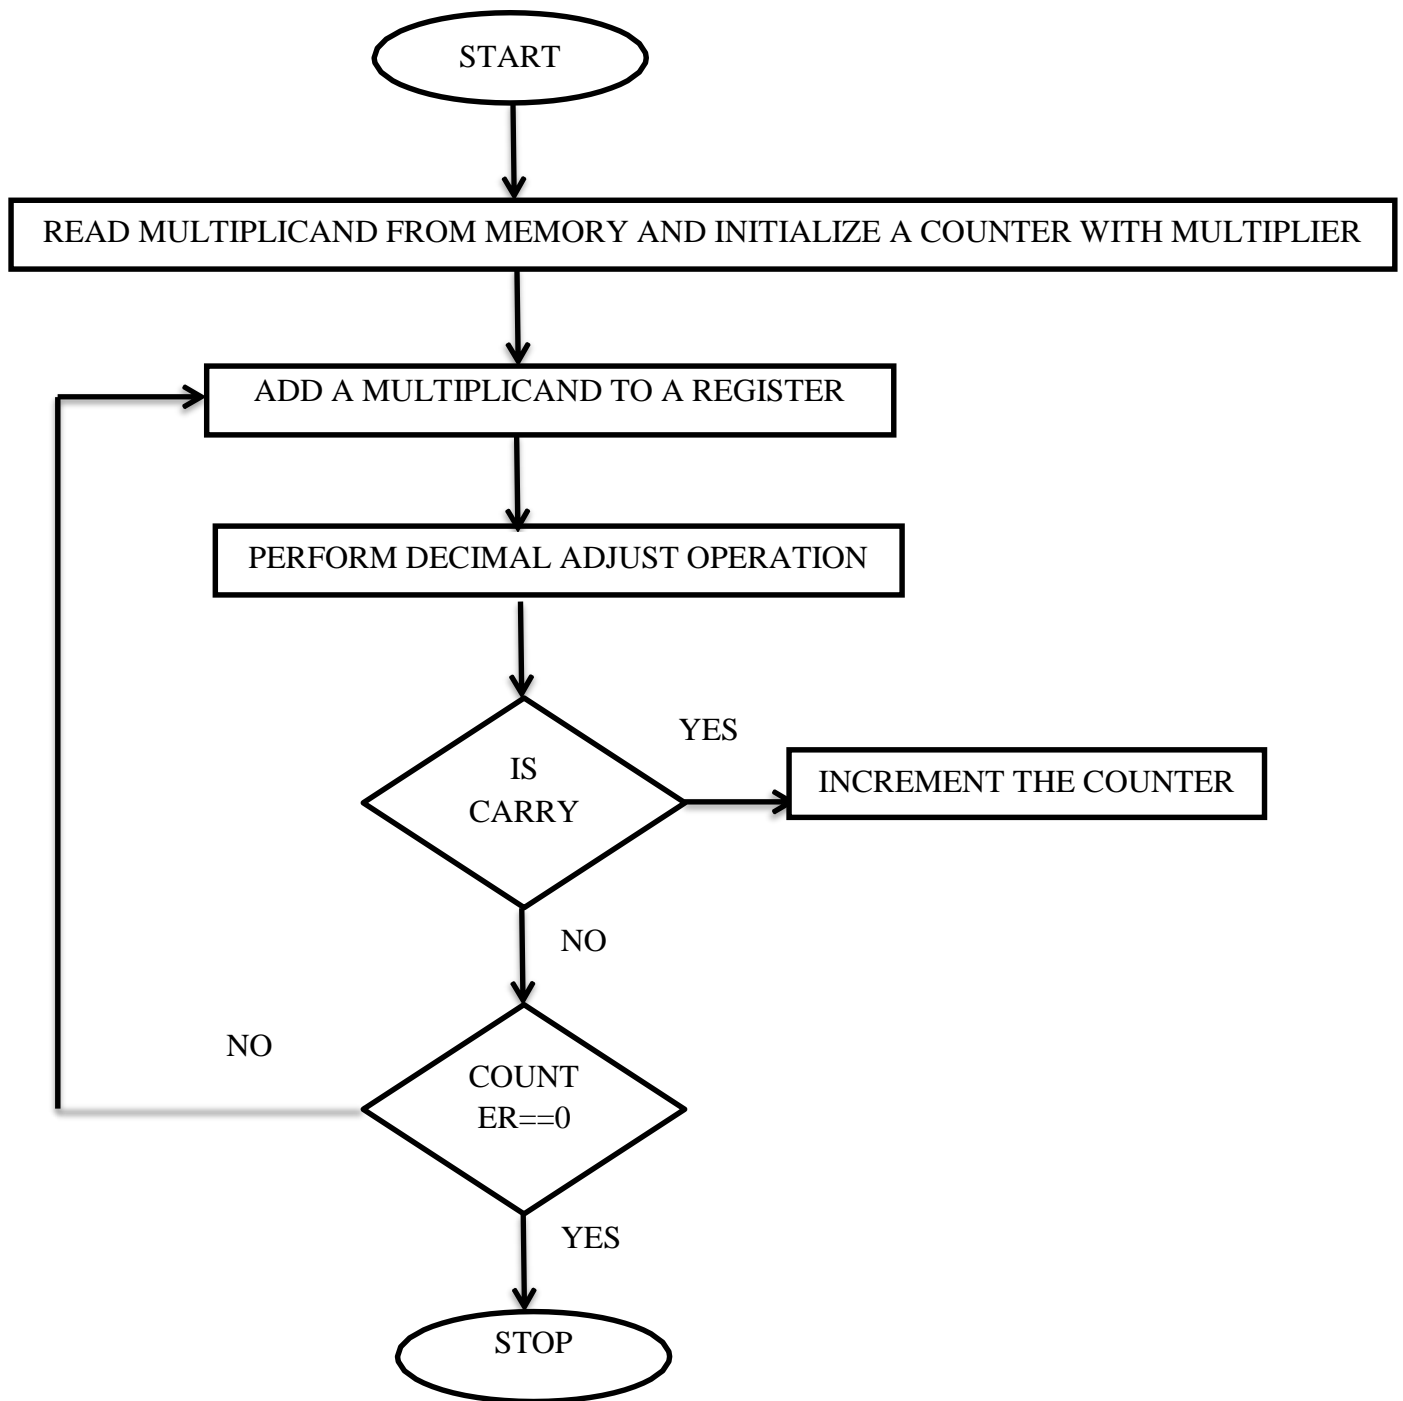 START
READ MULTIPLICAND FROM MEMORY AND INITIALIZE A COUNTER WITH MULTIPLIER
ADD A MULTIPLICAND TO A REGISTER
PERFORM DECIMAL ADJUST OPERATION
IS
CARRY
YES
INCREMENT THE COUNTER
NO
COUNT
ER==0
NO
YES
STOP